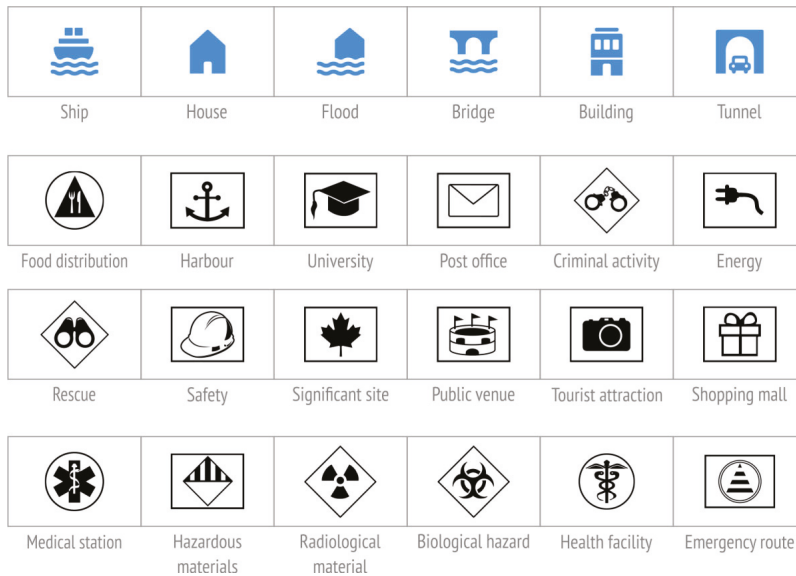 Ship House Flood Bridge Building Tunnel
Food distribution Harbour University Post office Criminal activity Energy
Rescue Safety Significant site Public venue Tourist attraction Shopping mall
Medical station Hazardous materials Radiological material Biological hazard Health facility Emergency route